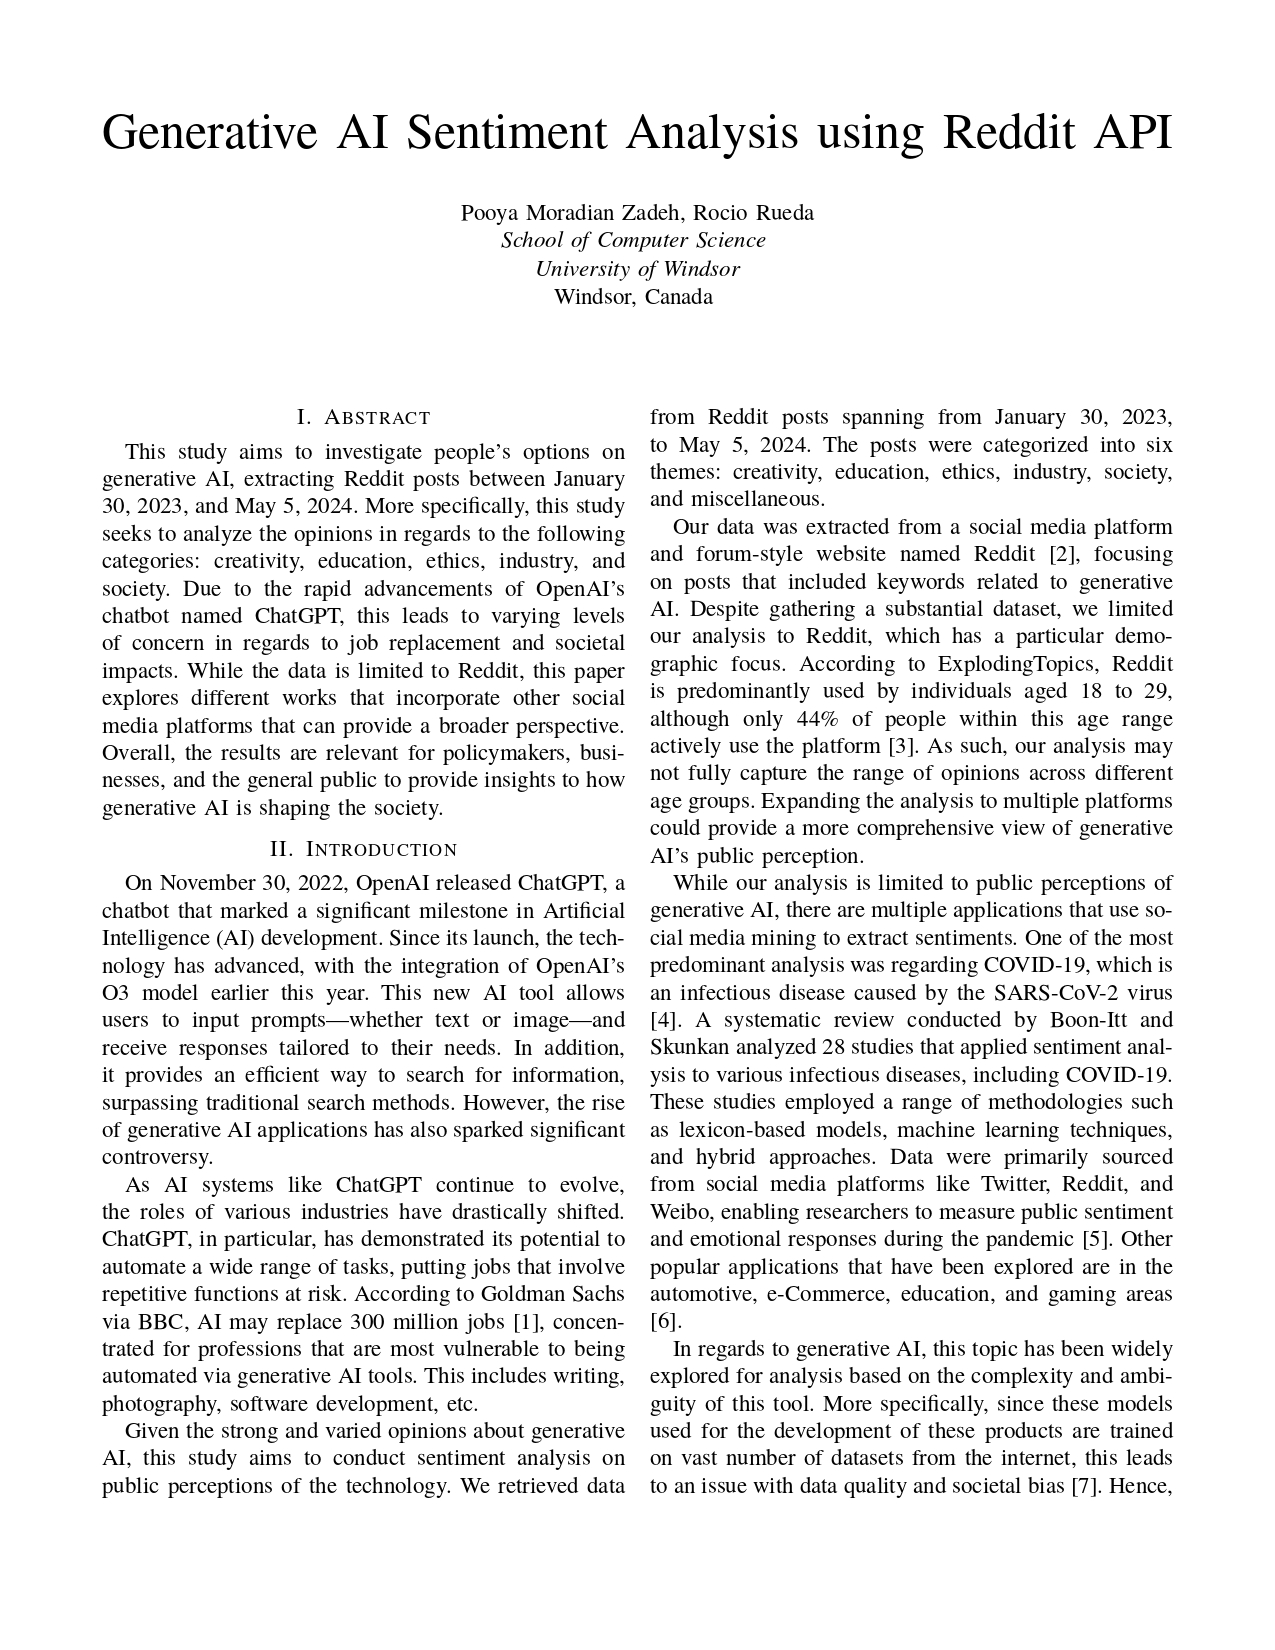 Generative AI Sentiment Analysis using Reddit API
Pooya Moradian Zadeh, Rocio Rueda
School of Computer Science
University of Windsor
Windsor, Canada
I. ABSTRACT
This study aims to investigate people's options on
generative AI, extracting Reddit posts between January
30, 2023, and May 5, 2024. More specifically, this study
seeks to analyze the opinions in regards to the following
categories: creativity, education, ethics, industry, and
society. Due to the rapid advancements of OpenAI's
chatbot named ChatGPT, this leads to varying levels
of concern in regards to job replacement and societal
impacts. While the data is limited to Reddit, this paper
explores different works that incorporate other social
media platforms that can provide a broader perspective.
Overall, the results are relevant for policymakers, busi-
nesses, and the general public to provide insights to how
generative AI is shaping the society.
II. INTRODUCTION
On November 30, 2022, OpenAI released ChatGPT, a
chatbot that marked a significant milestone in Artificial
Intelligence (AI) development. Since its launch, the tech-
nology has advanced, with the integration of OpenAI's
O3 model earlier this year. This new AI tool allows
users to input prompts—whether text or image—and
receive responses tailored to their needs. In addition,
it provides an efficient way to search for information,
surpassing traditional search methods. However, the rise
of generative AI applications has also sparked significant
controversy.
As AI systems like ChatGPT continue to evolve,
the roles of various industries have drastically shifted.
ChatGPT, in particular, has demonstrated its potential to
automate a wide range of tasks, putting jobs that involve
repetitive functions at risk. According to Goldman Sachs
via BBC, AI may replace 300 million jobs [1], concen-
trated for professions that are most vulnerable to being
automated via generative AI tools. This includes writing,
photography, software development, etc.
Given the strong and varied opinions about generative
AI, this study aims to conduct sentiment analysis on
public perceptions of the technology. We retrieved data
from Reddit posts spanning from January 30, 2023,
to May 5, 2024. The posts were categorized into six
themes: creativity, education, ethics, industry, society,
and miscellaneous.
Our data was extracted from a social media platform
and forum-style website named Reddit [2], focusing
on posts that included keywords related to generative
AI. Despite gathering a substantial dataset, we limited
our analysis to Reddit, which has a particular demo-
graphic focus. According to ExplodingTopics, Reddit
is predominantly used by individuals aged 18 to 29,
although only 44% of people within this age range
actively use the platform [3]. As such, our analysis may
not fully capture the range of opinions across different
age groups. Expanding the analysis to multiple platforms
could provide a more comprehensive view of generative
AI's public perception.
While our analysis is limited to public perceptions of
generative AI, there are multiple applications that use so-
cial media mining to extract sentiments. One of the most
predominant analysis was regarding COVID-19, which is
an infectious disease caused by the SARS-CoV-2 virus
[4]. A systematic review conducted by Boon-Itt and
Skunkan analyzed 28 studies that applied sentiment anal-
ysis to various infectious diseases, including COVID-19.
These studies employed a range of methodologies such
as lexicon-based models, machine learning techniques,
and hybrid approaches. Data were primarily sourced
from social media platforms like Twitter, Reddit, and
Weibo, enabling researchers to measure public sentiment
and emotional responses during the pandemic [5]. Other
popular applications that have been explored are in the
automotive, e-Commerce, education, and gaming areas
[6].
In regards to generative AI, this topic has been widely
explored for analysis based on the complexity and ambi-
guity of this tool. More specifically, since these models
used for the development of these products are trained
on vast number of datasets from the internet, this leads
to an issue with data quality and societal bias [7]. Hence,